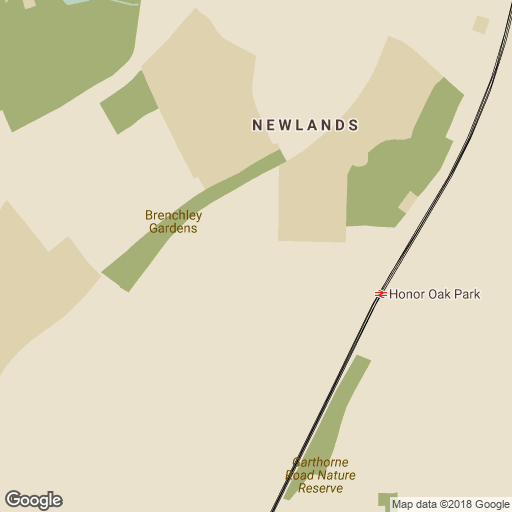 NEWLANDS
Brenchley
Gardens
Honor Oak Park
Garthorne
Road Nature
Reserve
Google
Map data ©2018 Google